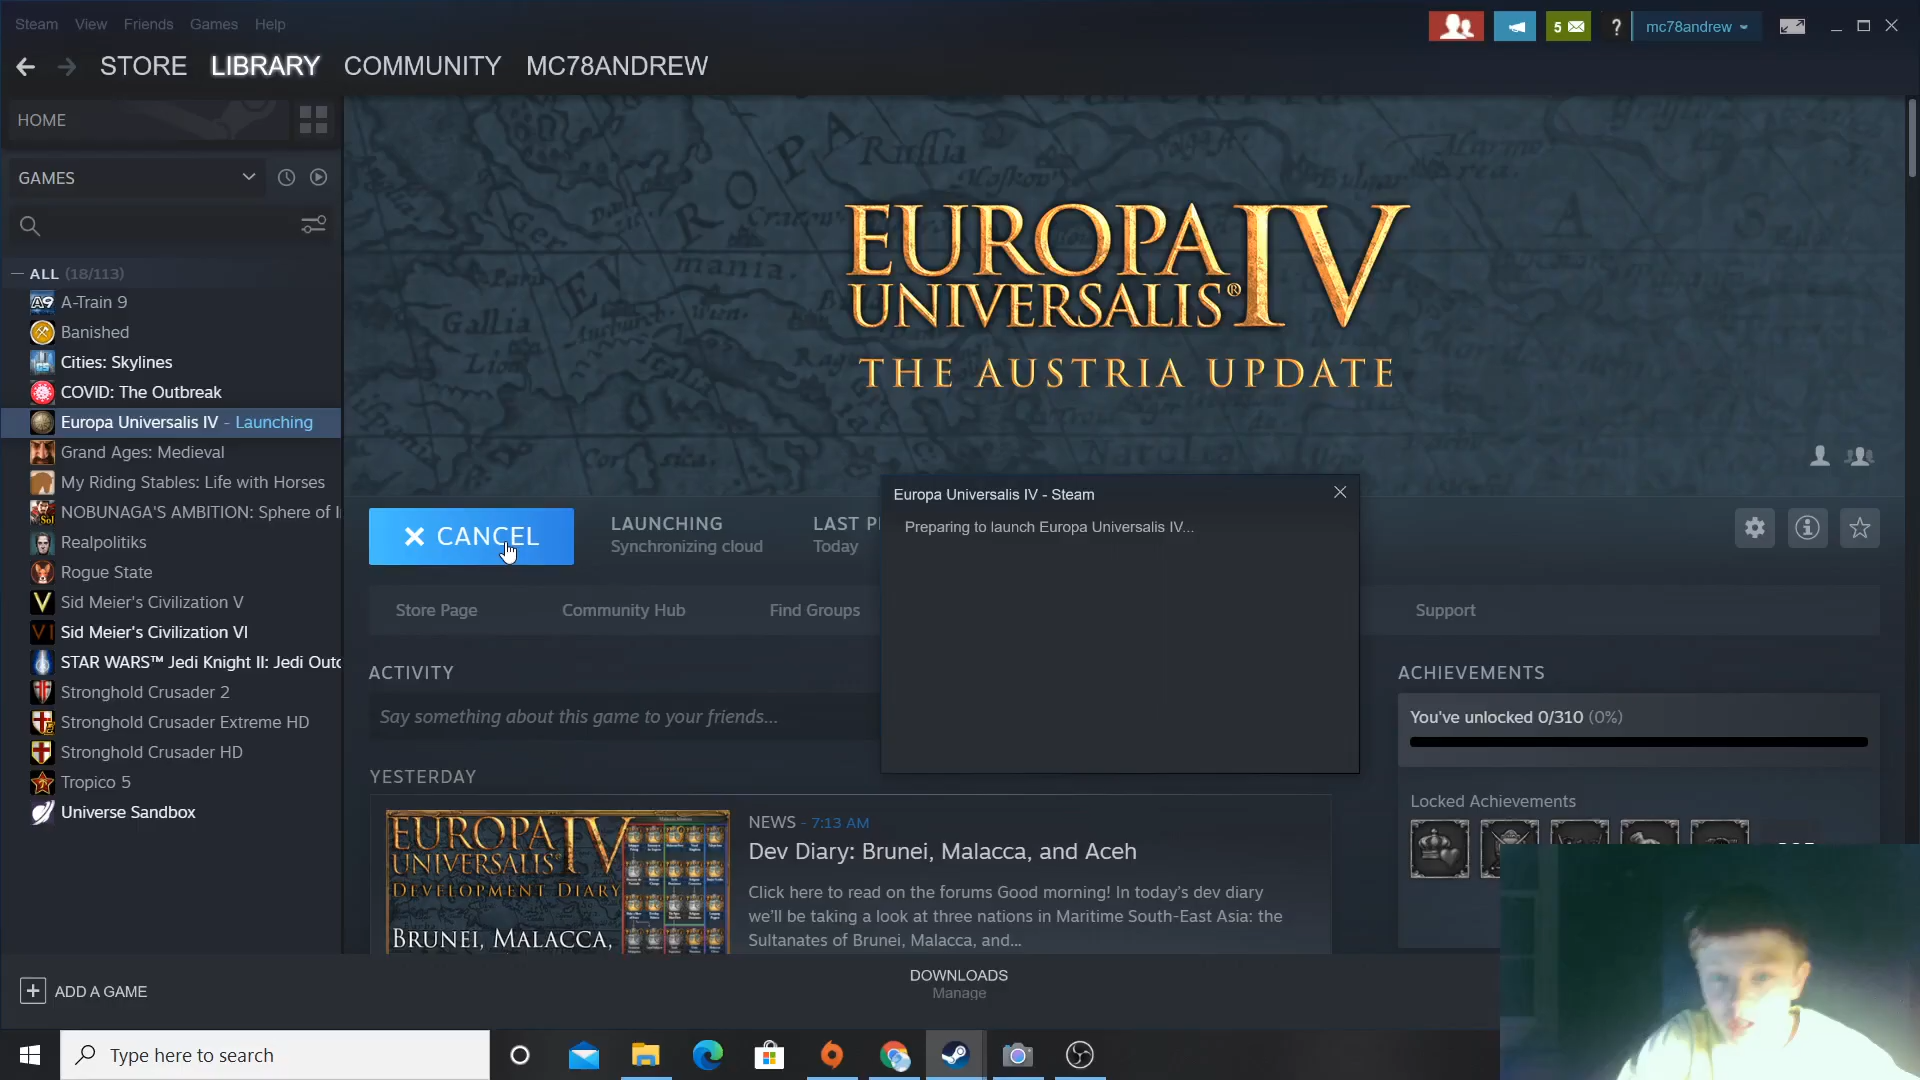 Steam View Friends Games Help
5 ? mc78andrew
STORE LIBRARY COMMUNITY MC78ANDREW
HOME
GAMES
ALL (18/113)
A9 A-Train 9
Banished
Cities: Skylines
COVID: The Outbreak
Europa Universalis IV - Launching
Grand Ages: Medieval
My Riding Stables: Life with Horses
NOBUNAGA'S AMBITION: Sphere of I
Realpolitiks
Rogue State
Sid Meier's Civilization V
Sid Meier's Civilization VI
STAR WARS™ Jedi Knight II: Jedi Outc
Stronghold Crusader 2
Stronghold Crusader Extreme HD
Stronghold Crusader HD
Tropico 5
Universe Sandbox
ADD A GAME
EUROPA
UNIVERSALIS® IV
THE AUSTRIA UPDATE
CANCEL
LAUNCHING
Synchronizing cloud
LAST P
Today
Europa Universalis IV - Steam
Preparing to launch Europa Universalis IV...
Store Page Community Hub Find Groups Support
ACTIVITY
Say something about this game to your friends...
YESTERDAY
EUROPA
UNIVERSALIS IV
DEVELOPMENT DIARY
BRUNEI, MALACCA,
NEWS - 7:13 AM
Dev Diary: Brunei, Malacca, and Aceh
Click here to read on the forums Good morning! In today's dev diary
we'll be taking a look at three nations in Maritime South-East Asia: the
Sultanates of Brunei, Malacca, and...
ACHIEVEMENTS
You've unlocked 0/310 (0%)
Locked Achievements
DOWNLOADS
Manage
Type here to search